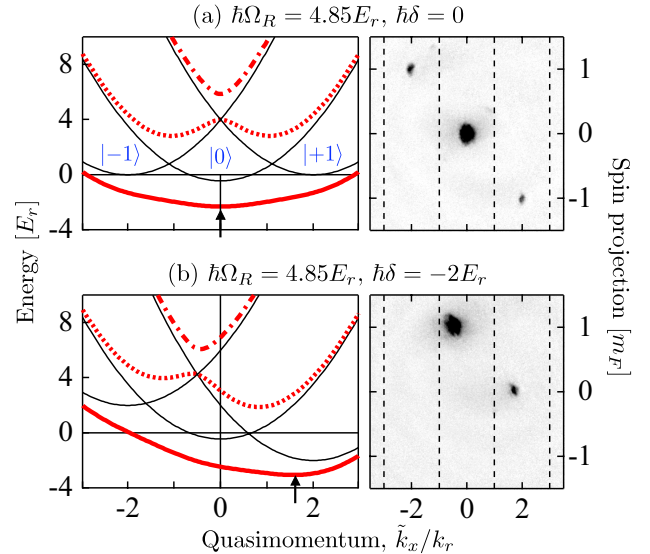 (a) ℏΩ_R = 4.85E_r, ℏδ = 0
8
4
0
-4
|−1⟩ |0⟩ |+1⟩
1
0
-1
(b) ℏΩ_R = 4.85E_r, ℏδ = −2E_r
8
4
0
-4
-2 0 2
1
0
-1
-2 0 2
Energy [E_r]
Spin projection [m_F]
Quasimomentum, k̃_x/k_r